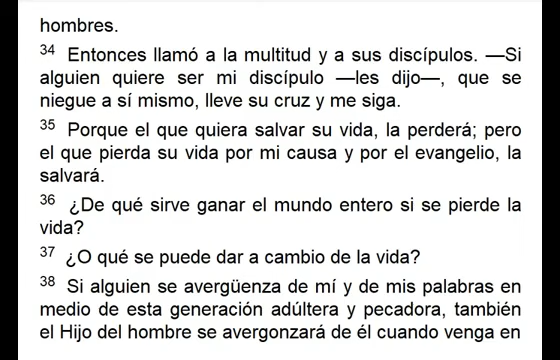 hombres.
34 Entonces llamó a la multitud y a sus discípulos. —Si
alguien quiere ser mi discípulo —les dijo—, que se
niegue a sí mismo, lleve su cruz y me siga.
35 Porque el que quiera salvar su vida, la perderá; pero
el que pierda su vida por mi causa y por el evangelio, la
salvará.
36 ¿De qué sirve ganar el mundo entero si se pierde la
vida?
37 ¿O qué se puede dar a cambio de la vida?
38 Si alguien se avergüenza de mí y de mis palabras en
medio de esta generación adúltera y pecadora, también
el Hijo del hombre se avergonzará de él cuando venga en